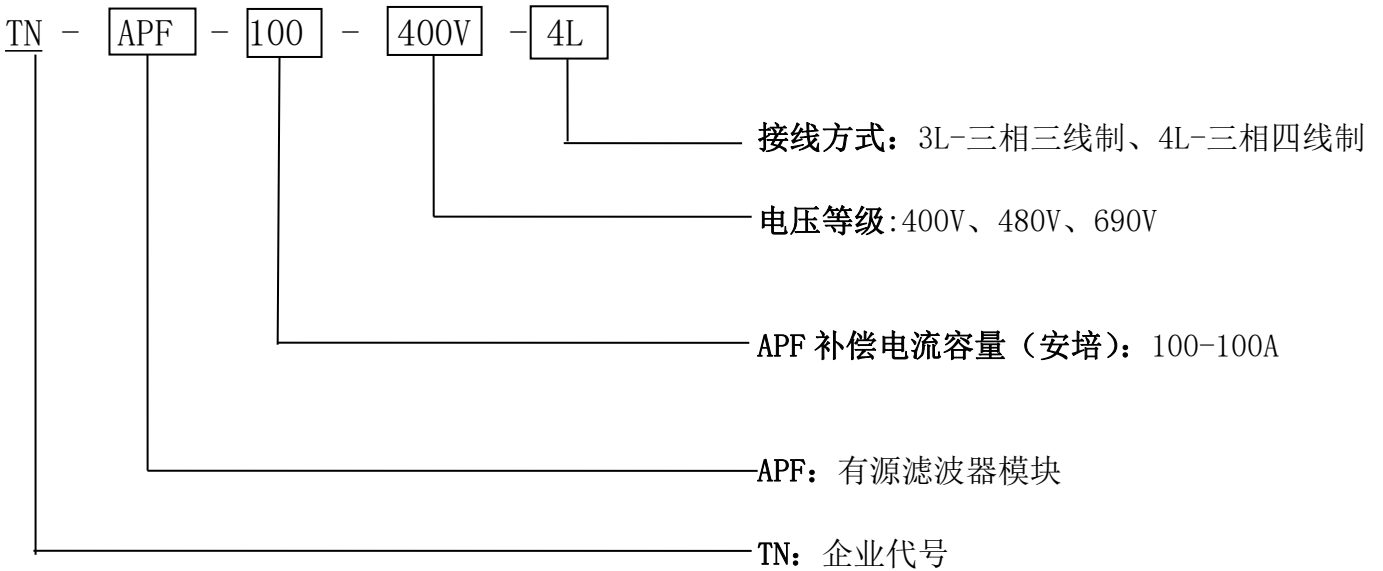 TN - APF - 100 - 400V - 4L
接线方式：3L-三相三线制、4L-三相四线制
电压等级:400V、480V、690V
APF 补偿电流容量（安培）：100-100A
APF：有源滤波器模块
TN：企业代号